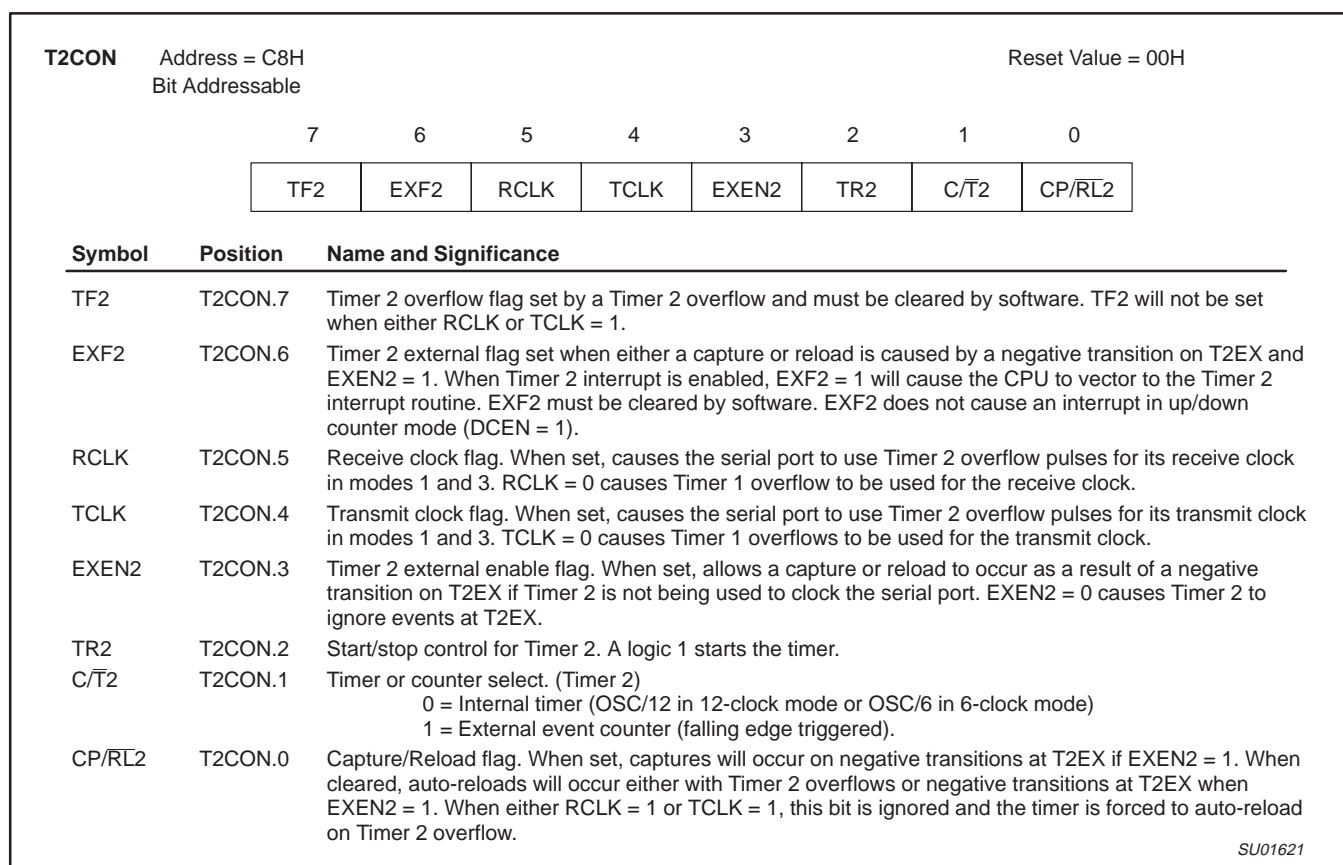 T2CON Address = C8H Reset Value = 00H
Bit Addressable
7 6 5 4 3 2 1 0
TF2 EXF2 RCLK TCLK EXEN2 TR2 C/T̅2 CP/R̅L̅2
Symbol Position Name and Significance
TF2 T2CON.7 Timer 2 overflow flag set by a Timer 2 overflow and must be cleared by software. TF2 will not be set
when either RCLK or TCLK = 1.
EXF2 T2CON.6 Timer 2 external flag set when either a capture or reload is caused by a negative transition on T2EX and
EXEN2 = 1. When Timer 2 interrupt is enabled, EXF2 = 1 will cause the CPU to vector to the Timer 2
interrupt routine. EXF2 must be cleared by software. EXF2 does not cause an interrupt in up/down
counter mode (DCEN = 1).
RCLK T2CON.5 Receive clock flag. When set, causes the serial port to use Timer 2 overflow pulses for its receive clock
in modes 1 and 3. RCLK = 0 causes Timer 1 overflow to be used for the receive clock.
TCLK T2CON.4 Transmit clock flag. When set, causes the serial port to use Timer 2 overflow pulses for its transmit clock
in modes 1 and 3. TCLK = 0 causes Timer 1 overflows to be used for the transmit clock.
EXEN2 T2CON.3 Timer 2 external enable flag. When set, allows a capture or reload to occur as a result of a negative
transition on T2EX if Timer 2 is not being used to clock the serial port. EXEN2 = 0 causes Timer 2 to
ignore events at T2EX.
TR2 T2CON.2 Start/stop control for Timer 2. A logic 1 starts the timer.
C/T̅2 T2CON.1 Timer or counter select. (Timer 2)
0 = Internal timer (OSC/12 in 12-clock mode or OSC/6 in 6-clock mode)
1 = External event counter (falling edge triggered).
CP/R̅L̅2 T2CON.0 Capture/Reload flag. When set, captures will occur on negative transitions at T2EX if EXEN2 = 1. When
cleared, auto-reloads will occur either with Timer 2 overflows or negative transitions at T2EX when
EXEN2 = 1. When either RCLK = 1 or TCLK = 1, this bit is ignored and the timer is forced to auto-reload
on Timer 2 overflow.
SU01621